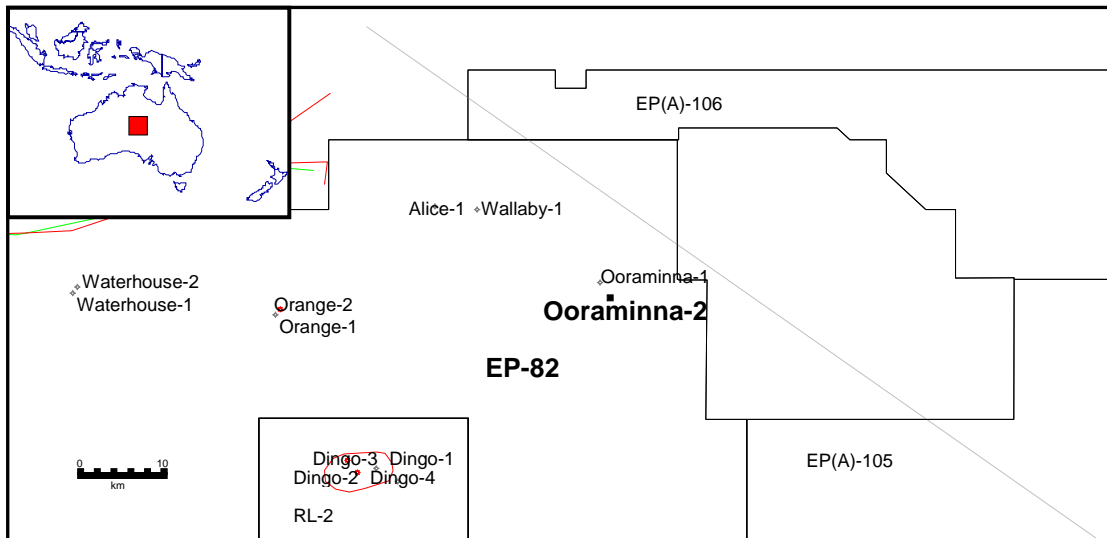 EP(A)-106
Alice-1 Wallaby-1
Waterhouse-2
Waterhouse-1
Ooraminna-1
Ooraminna-2
Orange-2
Orange-1
EP-82
Dingo-3 Dingo-1
Dingo-2 Dingo-4
RL-2
EP(A)-105
0 10
km